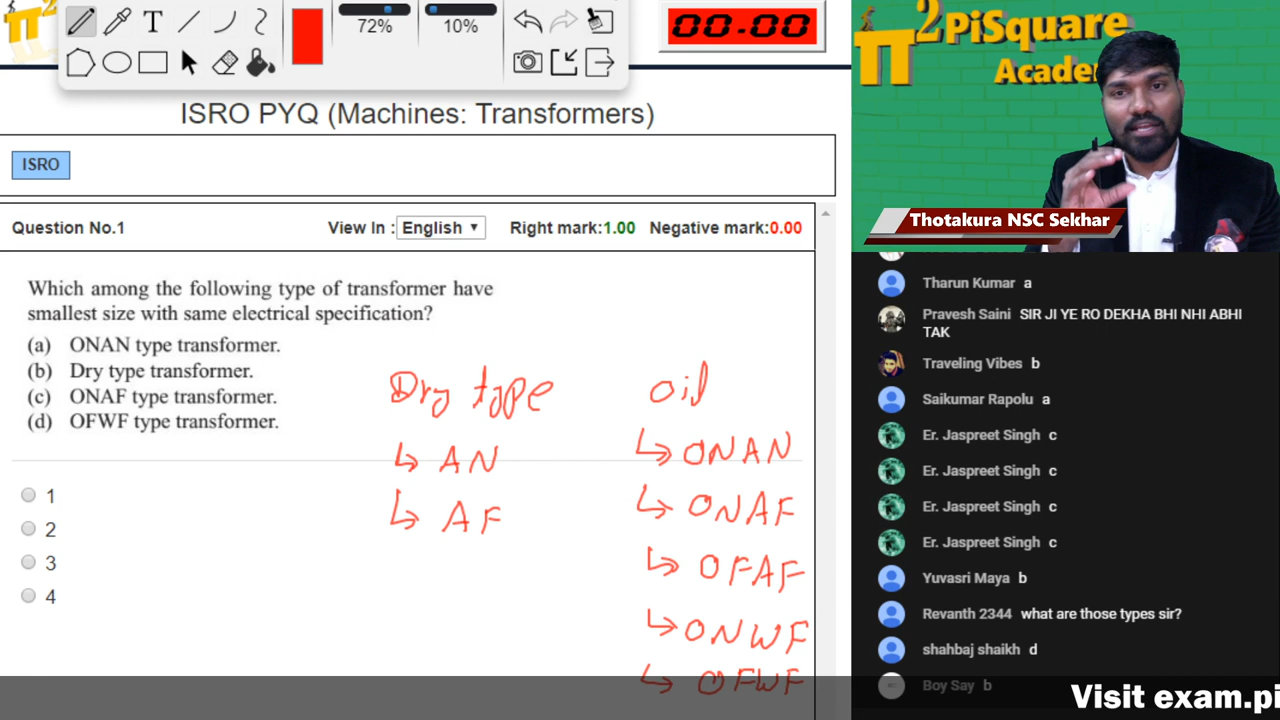 T
72%
10%
00:00
ISRO PYQ (Machines: Transformers)
ISRO
Question No.1 View In : English Right mark:1.00 Negative mark:0.00
Which among the following type of transformer have
smallest size with same electrical specification?
(a) ONAN type transformer.
(b) Dry type transformer.
(c) ONAF type transformer.
(d) OFWF type transformer.
1
2
3
4
Dry type
AN
AF
oil
ONAN
ONAF
OFAF
ONWF
OFWF
π2 PiSquare
Academ
Thotakura NSC Sekhar
Tharun Kumar a
Pravesh Saini SIR JI YE RO DEKHA BHI NHI ABHI
TAK
Traveling Vibes b
Saikumar Rapolu a
Er. Jaspreet Singh c
Er. Jaspreet Singh c
Er. Jaspreet Singh c
Er. Jaspreet Singh c
Yuvasri Maya b
Revanth 2344 what are those types sir?
shahbaj shaikh d
Boy Say b
Visit exam.pi